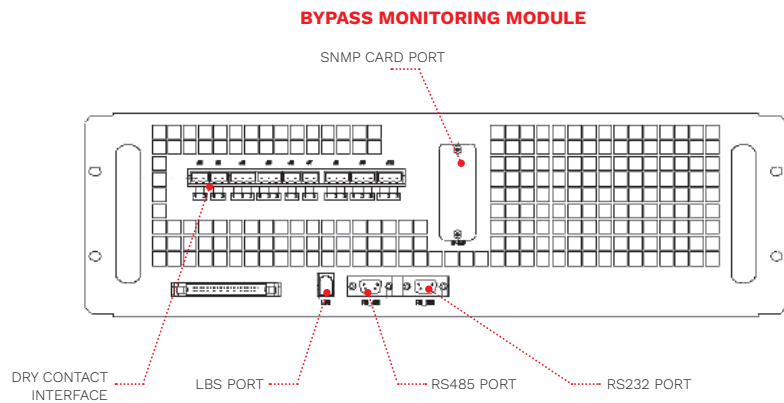 BYPASS MONITORING MODULE
SNMP CARD PORT
DRY CONTACT
INTERFACE
LBS PORT
RS485 PORT
RS232 PORT